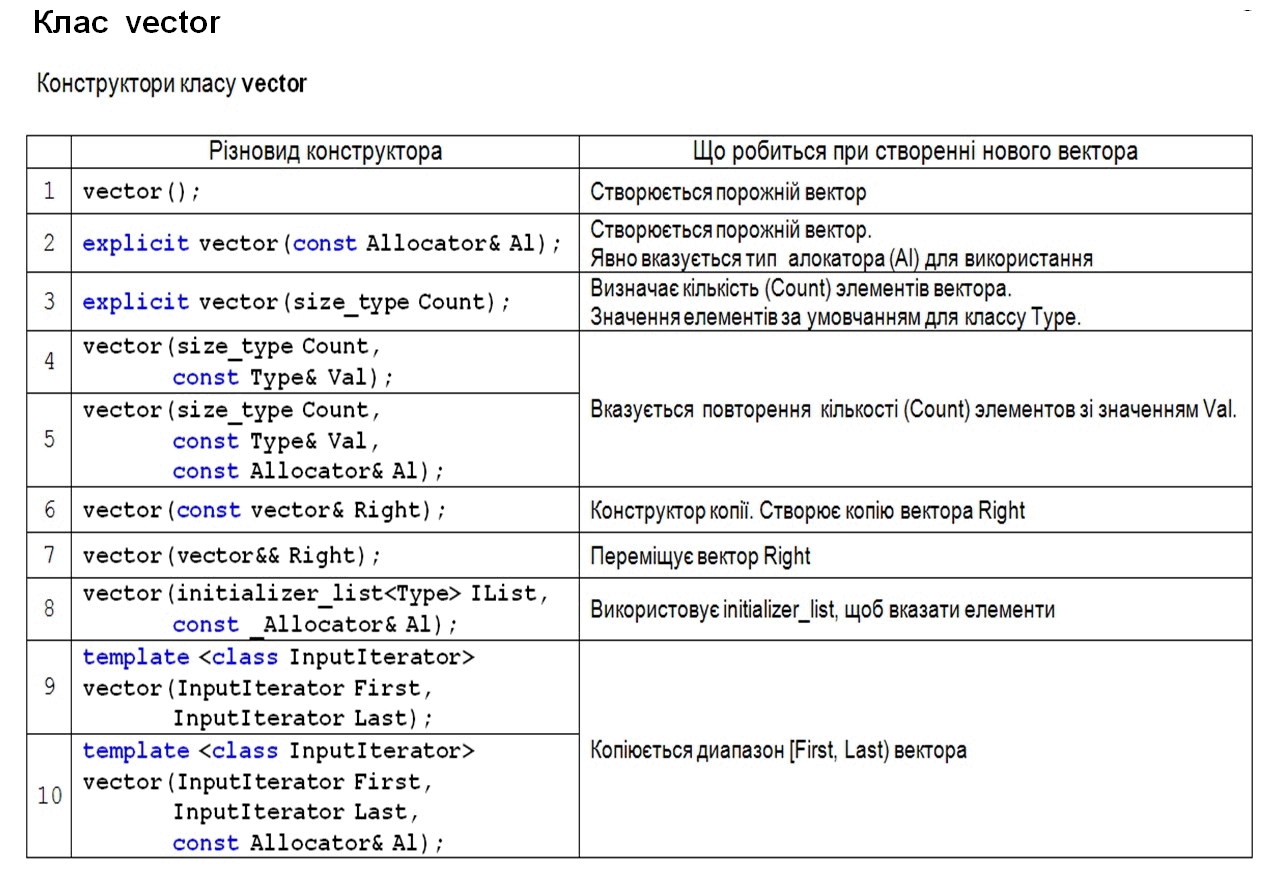 Клас vector
Конструктори класу vector
Різновид конструктора
Що робиться при створенні нового вектора
1
vector();
Створюється порожній вектор
2
explicit vector(const Allocator& Al);
Створюється порожній вектор.
Явно вказується тип алокатора (Al) для використання
3
explicit vector(size_type Count);
Визначає кількість (Count) элементів вектора.
Значення елементів за умовчанням для классу Type.
4
vector(size_type Count,
const Type& Val);
Вказується повторення кількості (Count) элементов зі значенням Val.
5
vector(size_type Count,
const Type& Val,
const Allocator& Al);
6
vector(const vector& Right);
Конструктор копії. Створює копію вектора Right
7
vector(vector&& Right);
Переміщує вектор Right
8
vector(initializer_list<Type> IList,
const _Allocator& Al);
Використовує initializer_list, щоб вказати елементи
9
template <class InputIterator>
vector(InputIterator First,
InputIterator Last);
Копіюється диапазон [First, Last) вектора
10
template <class InputIterator>
vector(InputIterator First,
InputIterator Last,
const Allocator& Al);